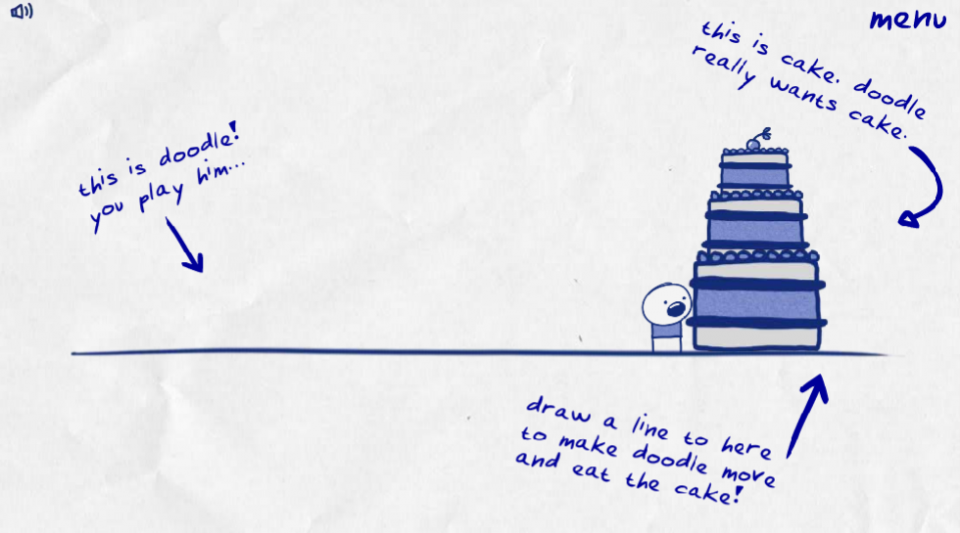 menu
this is cake. doodle
really wants cake.
this is doodle!
you play him...
draw a line to here
to make doodle move
and eat the cake!